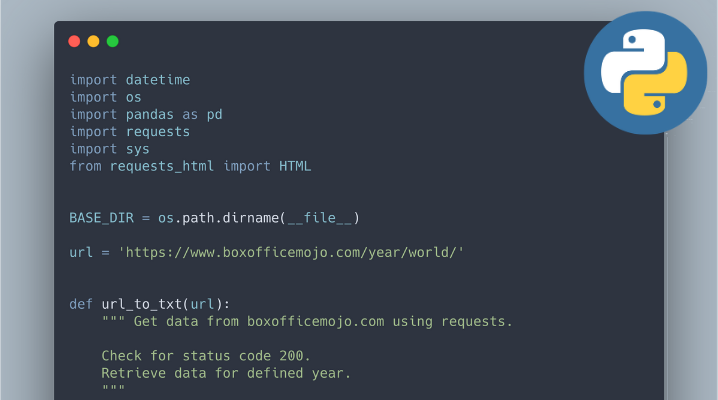 import datetime
import os
import pandas as pd
import requests
import sys
from requests_html import HTML
BASE_DIR = os.path.dirname(__file__)
url = 'https://www.boxofficemojo.com/year/world/'
def url_to_txt(url):
    """ Get data from boxofficemojo.com using requests.
    Check for status code 200.
    Retrieve data for defined year.
    """